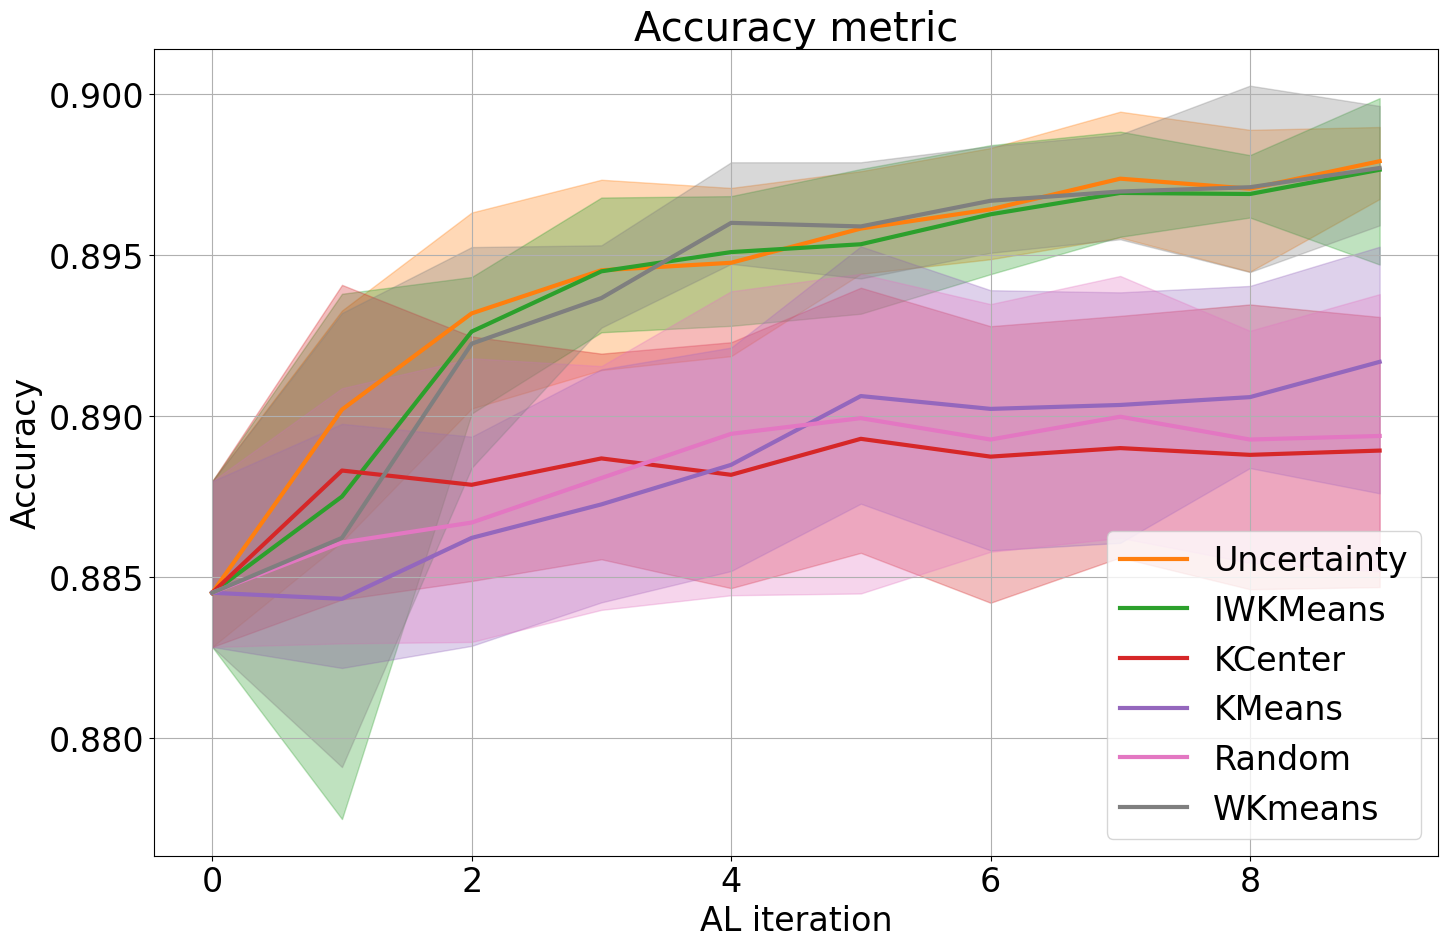 Accuracy metric
0.900
0.895
0.890
0.885
0.880
Accuracy
0 2 4 6 8
AL iteration
Uncertainty
IWKMeans
KCenter
KMeans
Random
WKmeans